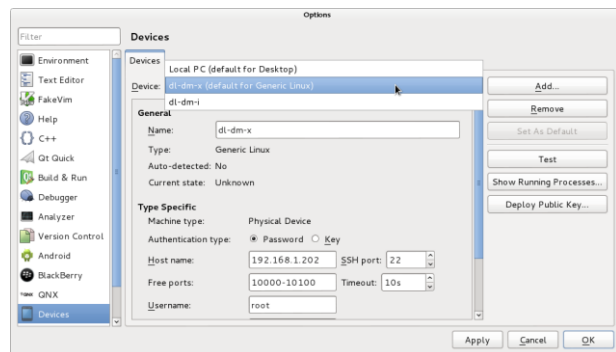 Options
Filter
Environment
Text Editor
FakeVim
Help
C++
Qt Quick
Build & Run
Debugger
Analyzer
Version Control
Android
BlackBerry
QNX
Devices
Devices
Devices
Device:
Local PC (default for Desktop)
dl-dm-x (default for Generic Linux)
dl-dm-i
General
Name: dl-dm-x
Type: Generic Linux
Auto-detected: No
Current state: Unknown
Type Specific
Machine type: Physical Device
Authentication type: Password Key
Host name: 192.168.1.202 SSH port: 22
Free ports: 10000-10100 Timeout: 10s
Username: root
Add...
Remove
Set As Default
Test
Show Running Processes...
Deploy Public Key...
Apply Cancel OK